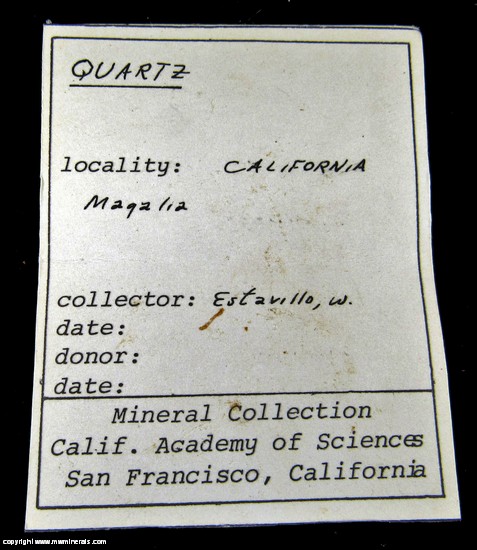 QUARTZ
locality: CALIFORNIA
Magalia
collector: Estavillo, W.
date:
donor:
date:
Mineral Collection
Calif. Academy of Sciences
San Francisco, California
copyright www.mwminerals.com